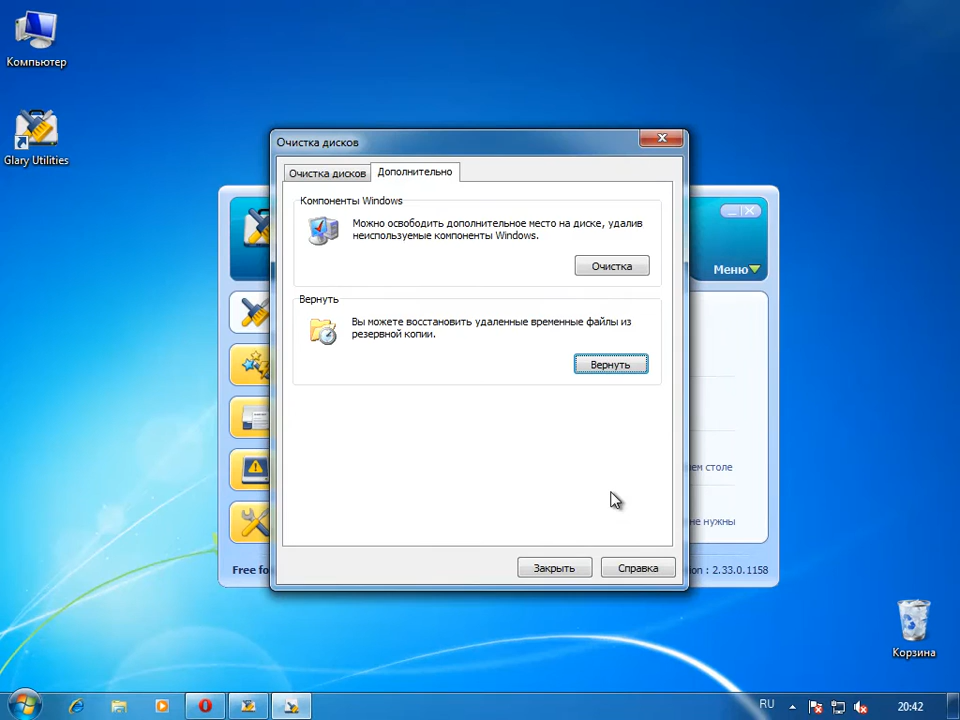 Компьютер
Glary Utilities
Очистка дисков
Очистка дисков
Дополнительно
Компоненты Windows
Можно освободить дополнительное место на диске, удалив
неиспользуемые компоненты Windows.
Очистка
Вернуть
Вы можете восстановить удаленные временные файлы из
резервной копии.
Вернуть
Закрыть
Справка
Меню
столе
не нужны
Free fo
: 2.33.0.1158
Корзина
RU
20:42